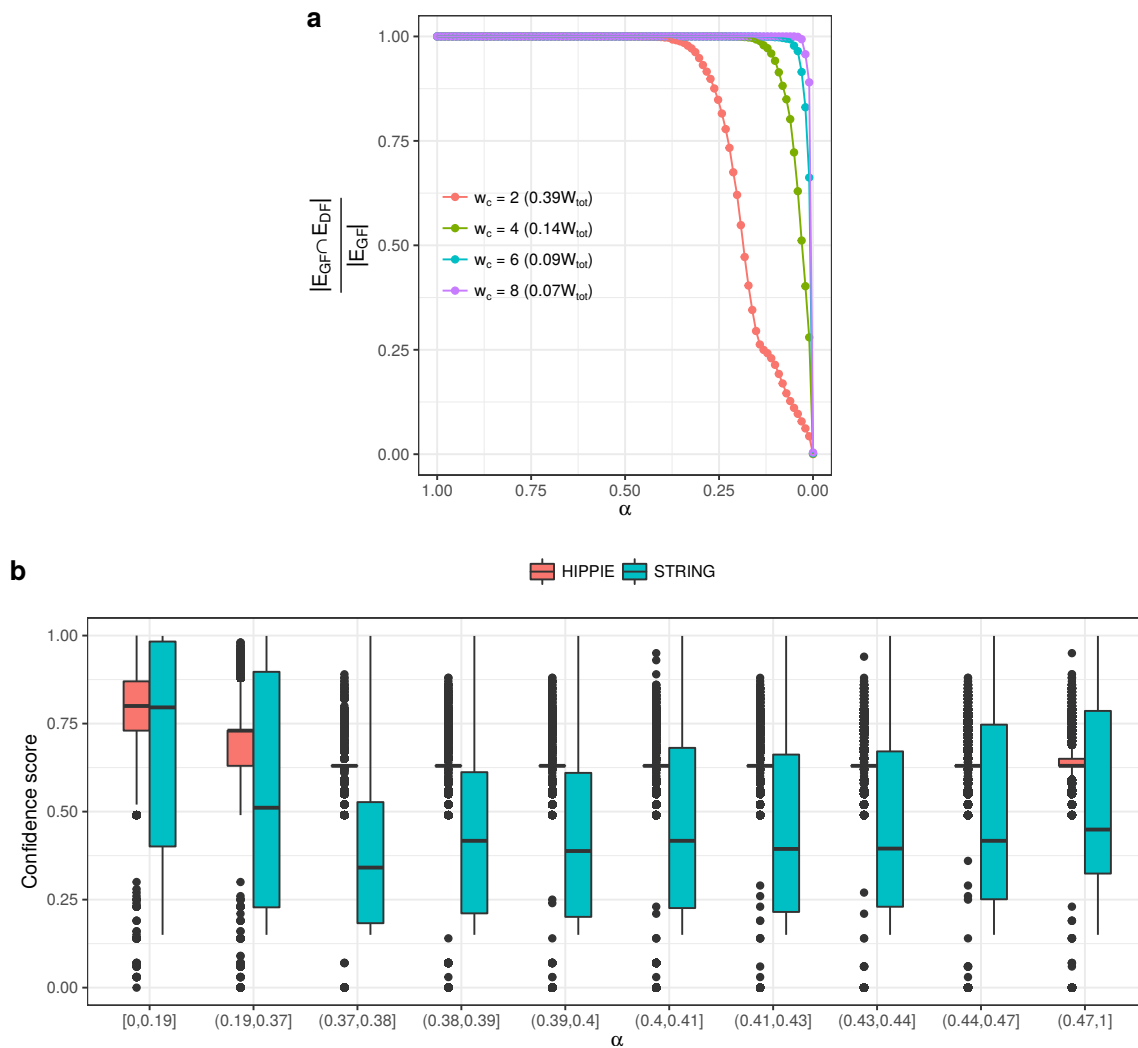 a
1.00
0.75
0.50
0.25
0.00
|E_GF ∩ E_DF|
|E_GF|
w_c = 2 (0.39W_tot)
w_c = 4 (0.14W_tot)
w_c = 6 (0.09W_tot)
w_c = 8 (0.07W_tot)
1.00 0.75 0.50 0.25 0.00
α
b
HIPPIE STRING
1.00
0.75
0.50
0.25
0.00
Confidence score
[0,0.19] (0.19,0.37] (0.37,0.38] (0.38,0.39] (0.39,0.4] (0.4,0.41] (0.41,0.43] (0.43,0.44] (0.44,0.47] (0.47,1]
α